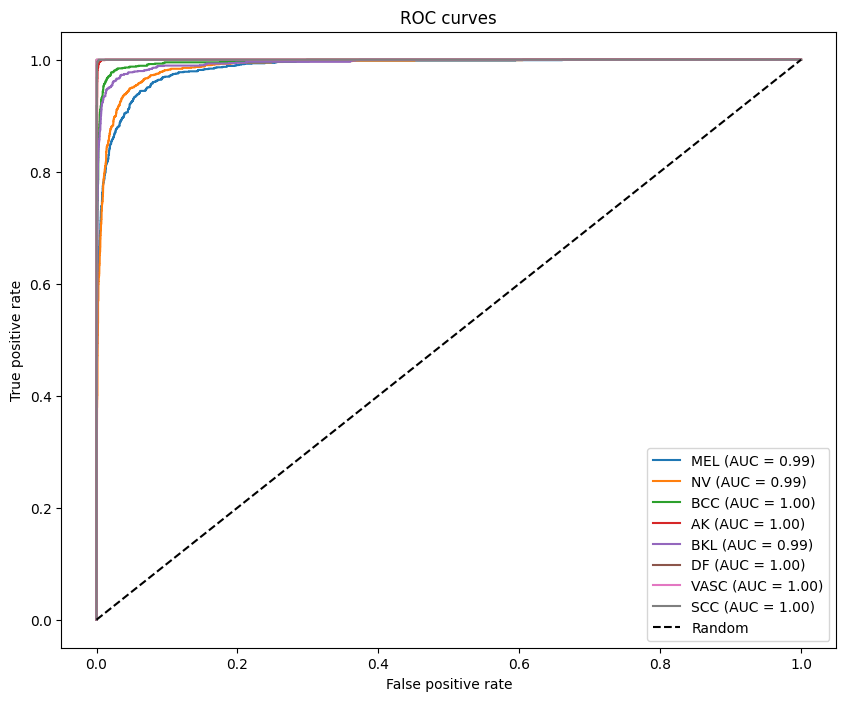 ROC curves
True positive rate
1.0
0.8
0.6
0.4
0.2
0.0
MEL (AUC = 0.99)
NV (AUC = 0.99)
BCC (AUC = 1.00)
AK (AUC = 1.00)
BKL (AUC = 0.99)
DF (AUC = 1.00)
VASC (AUC = 1.00)
SCC (AUC = 1.00)
Random
0.0 0.2 0.4 0.6 0.8 1.0
False positive rate